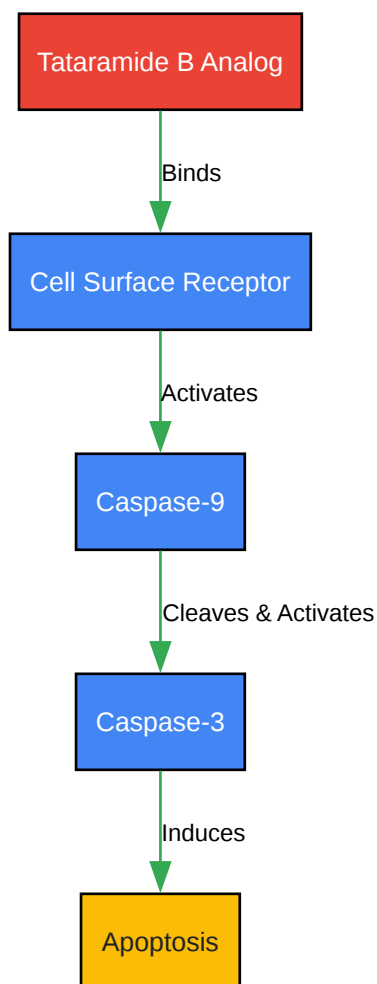 Tataramide B Analog
Binds
Cell Surface Receptor
Activates
Caspase-9
Cleaves & Activates
Caspase-3
Induces
Apoptosis